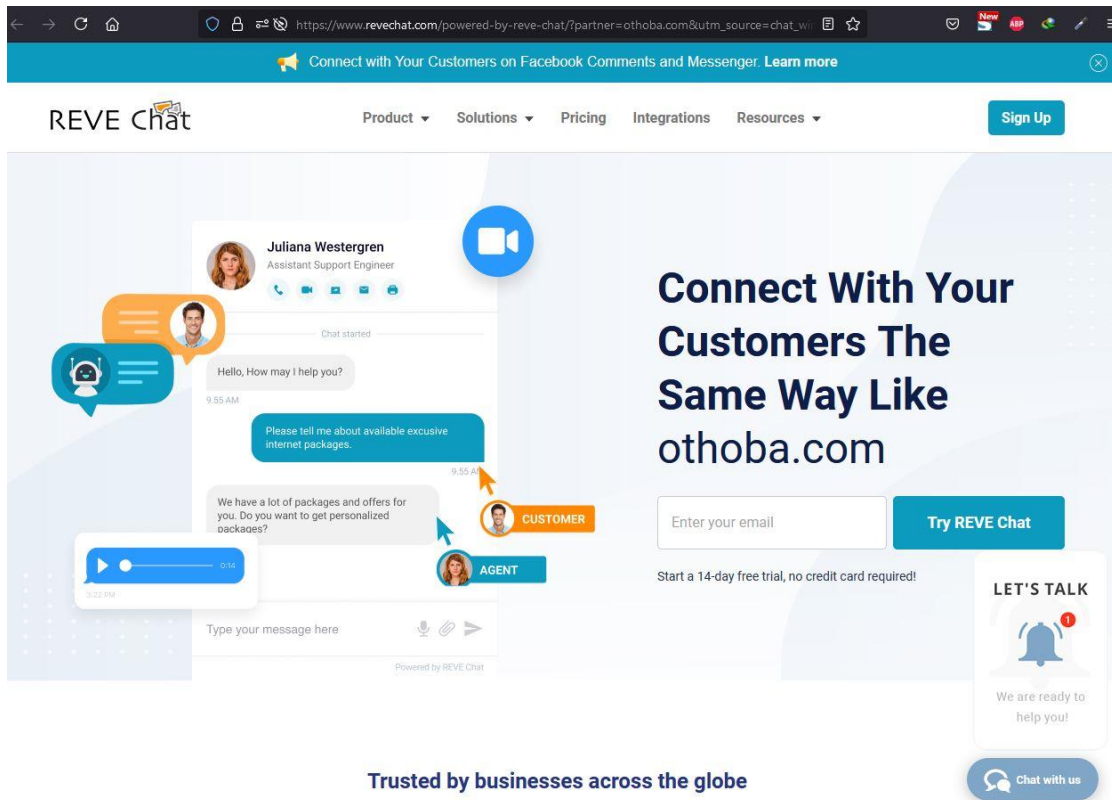 https://www.revechat.com/powered-by-reve-chat/?partner=othoba.com&utm_source=chat_wi
New
S
ABP
Connect with Your Customers on Facebook Comments and Messenger. Learn more
REVE Chat
Product
Solutions
Pricing
Integrations
Resources
Sign Up
Juliana Westergren
Assistant Support Engineer
Chat started
Hello, How may I help you?
9.55 AM
Please tell me about available excusive
internet packages.
9.55 AM
We have a lot of packages and offers for
you. Do you want to get personalized
packages?
CUSTOMER
AGENT
0:14
3:22 PM
Type your message here
Powered by REVE Chat
Connect With Your
Customers The
Same Way Like
othoba.com
Enter your email
Try REVE Chat
Start a 14-day free trial, no credit card required!
LET'S TALK
1
We are ready to
help you!
Chat with us
Trusted by businesses across the globe